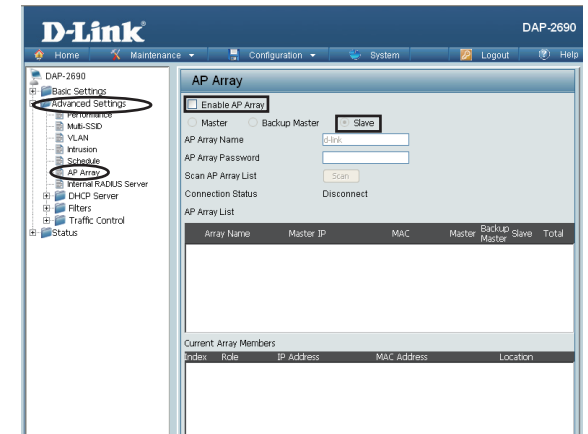 D-Link
DAP-2690
Home Maintenance Configuration System Logout Help
DAP-2690
Basic Settings
Advanced Settings
Performance
Multi-SSID
VLAN
Intrusion
Schedule
AP Array
Internal RADIUS Server
DHCP Server
Filters
Traffic Control
Status
AP Array
Enable AP Array
Master Backup Master Slave
AP Array Name d-link
AP Array Password
Scan AP Array List Scan
Connection Status Disconnect
AP Array List
Array Name Master IP MAC Master Backup Master Slave Total
Current Array Members
Index Role IP Address MAC Address Location